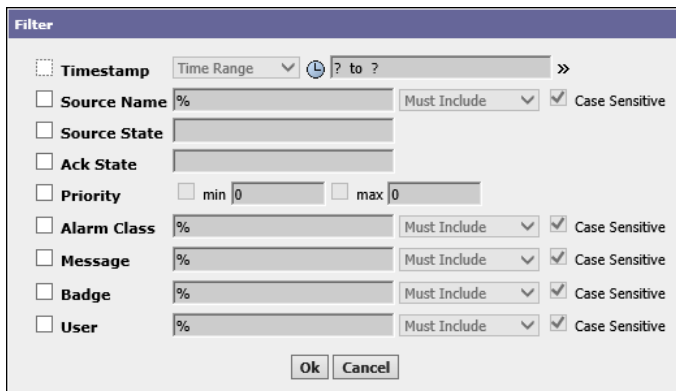 Filter
Timestamp Time Range ? to ? »
Source Name % Must Include Case Sensitive
Source State
Ack State
Priority min 0 max 0
Alarm Class % Must Include Case Sensitive
Message % Must Include Case Sensitive
Badge % Must Include Case Sensitive
User % Must Include Case Sensitive
Ok Cancel